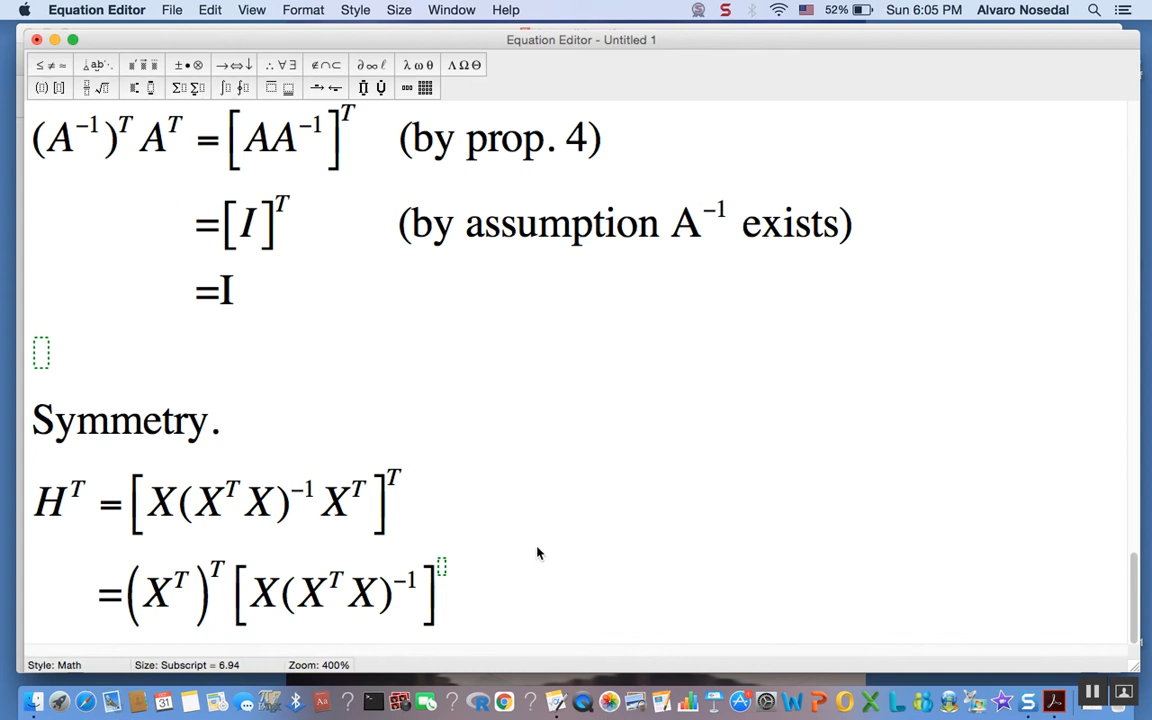 Equation Editor File Edit View Format Style Size Window Help 52% Sun 6:05 PM Alvaro Nosedal
Equation Editor - Untitled 1
(A⁻¹)ᵀ Aᵀ = [AA⁻¹]ᵀ (by prop. 4)
=[I]ᵀ (by assumption A⁻¹ exists)
=I
Symmetry.
Hᵀ = [X(XᵀX)⁻¹Xᵀ]ᵀ
=(Xᵀ)ᵀ[X(XᵀX)⁻¹]
Style: Math Size: Subscript = 6.94 Zoom: 400%